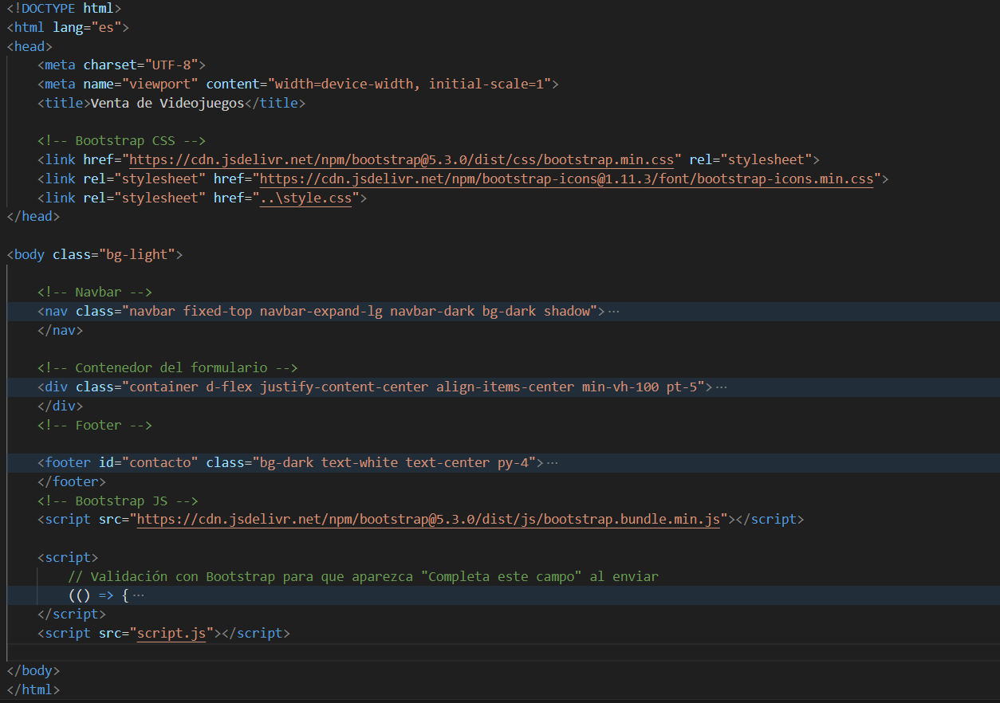 <!DOCTYPE html>
<html lang="es">
<head>
    <meta charset="UTF-8">
    <meta name="viewport" content="width=device-width, initial-scale=1">
    <title>Venta de Videojuegos</title>

    <!-- Bootstrap CSS -->
    <link href="https://cdn.jsdelivr.net/npm/bootstrap@5.3.0/dist/css/bootstrap.min.css" rel="stylesheet">
    <link rel="stylesheet" href="https://cdn.jsdelivr.net/npm/bootstrap-icons@1.11.3/font/bootstrap-icons.min.css">
    <link rel="stylesheet" href="..\style.css">
</head>

<body class="bg-light">

    <!-- Navbar -->
    <nav class="navbar fixed-top navbar-expand-lg navbar-dark bg-dark shadow">···
    </nav>

    <!-- Contenedor del formulario -->
    <div class="container d-flex justify-content-center align-items-center min-vh-100 pt-5">···
    </div>
    <!-- Footer -->

    <footer id="contacto" class="bg-dark text-white text-center py-4">···
    </footer>
    <!-- Bootstrap JS -->
    <script src="https://cdn.jsdelivr.net/npm/bootstrap@5.3.0/dist/js/bootstrap.bundle.min.js"></script>

    <script>
        // Validación con Bootstrap para que aparezca "Completa este campo" al enviar
        (() => {···
    </script>
    <script src="script.js"></script>

</body>
</html>